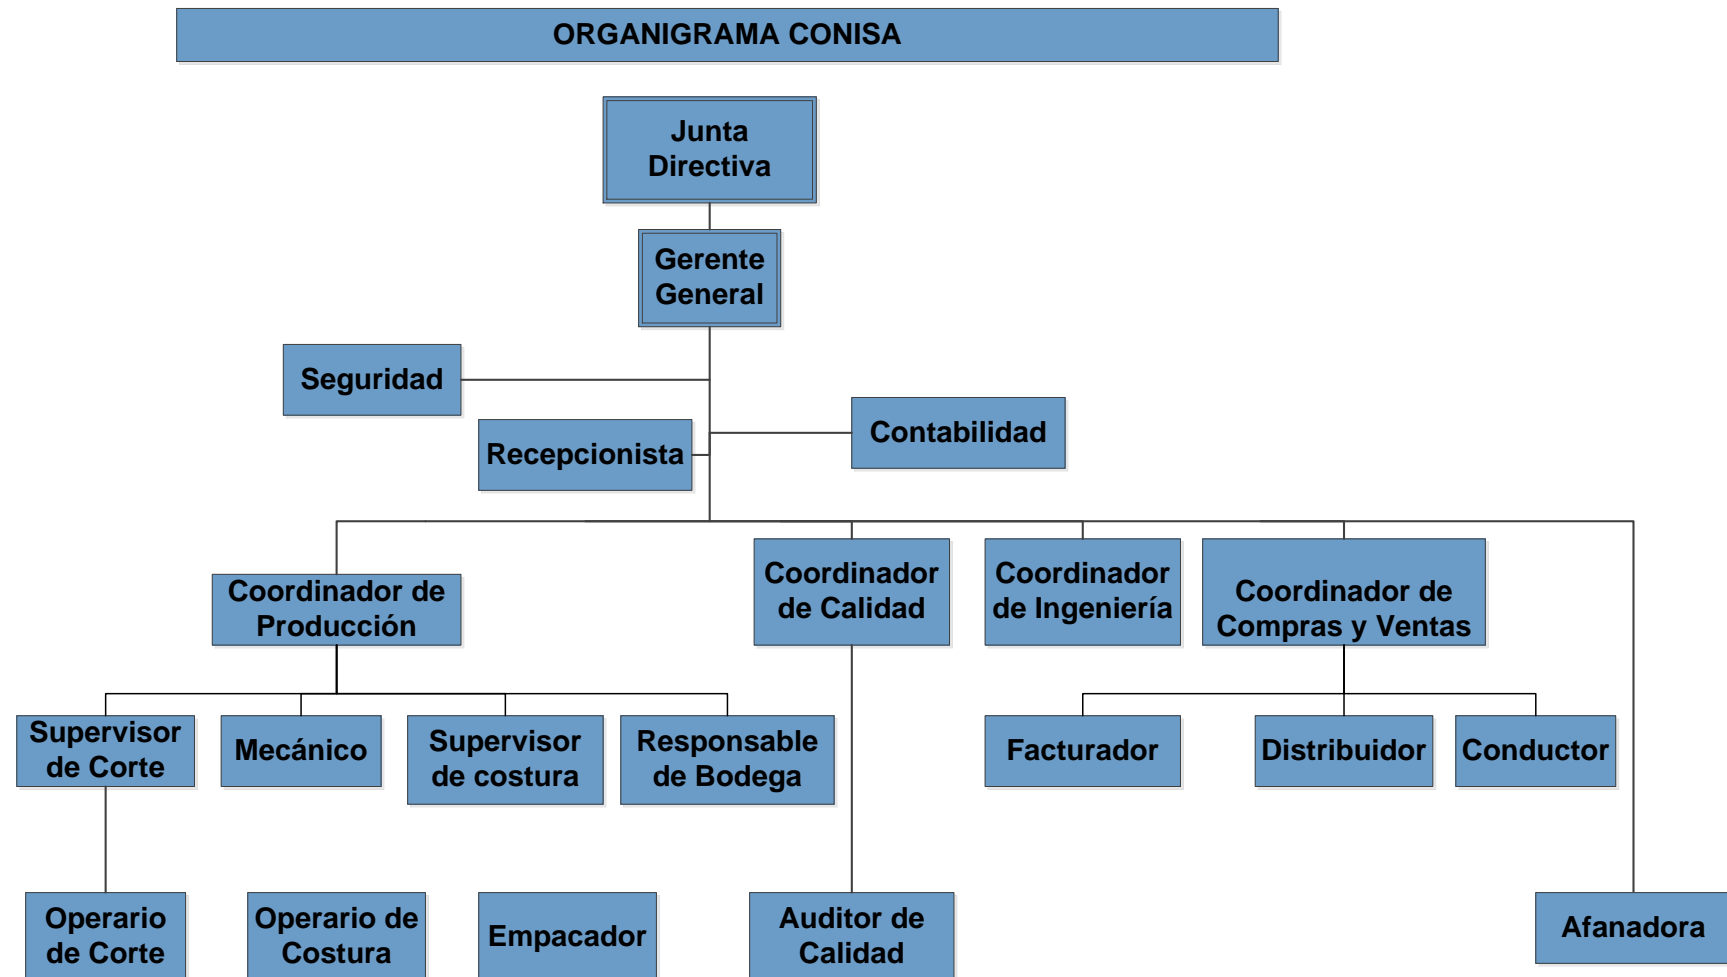 ORGANIGRAMA CONISA
Junta
Directiva
Gerente
General
Seguridad
Contabilidad
Recepcionista
Coordinador de
Producción
Coordinador
de Calidad
Coordinador
de Ingeniería
Coordinador de
Compras y Ventas
Supervisor
de Corte
Mecánico
Supervisor
de costura
Responsable
de Bodega
Facturador
Distribuidor
Conductor
Operario
de Corte
Operario de
Costura
Empacador
Auditor de
Calidad
Afanadora